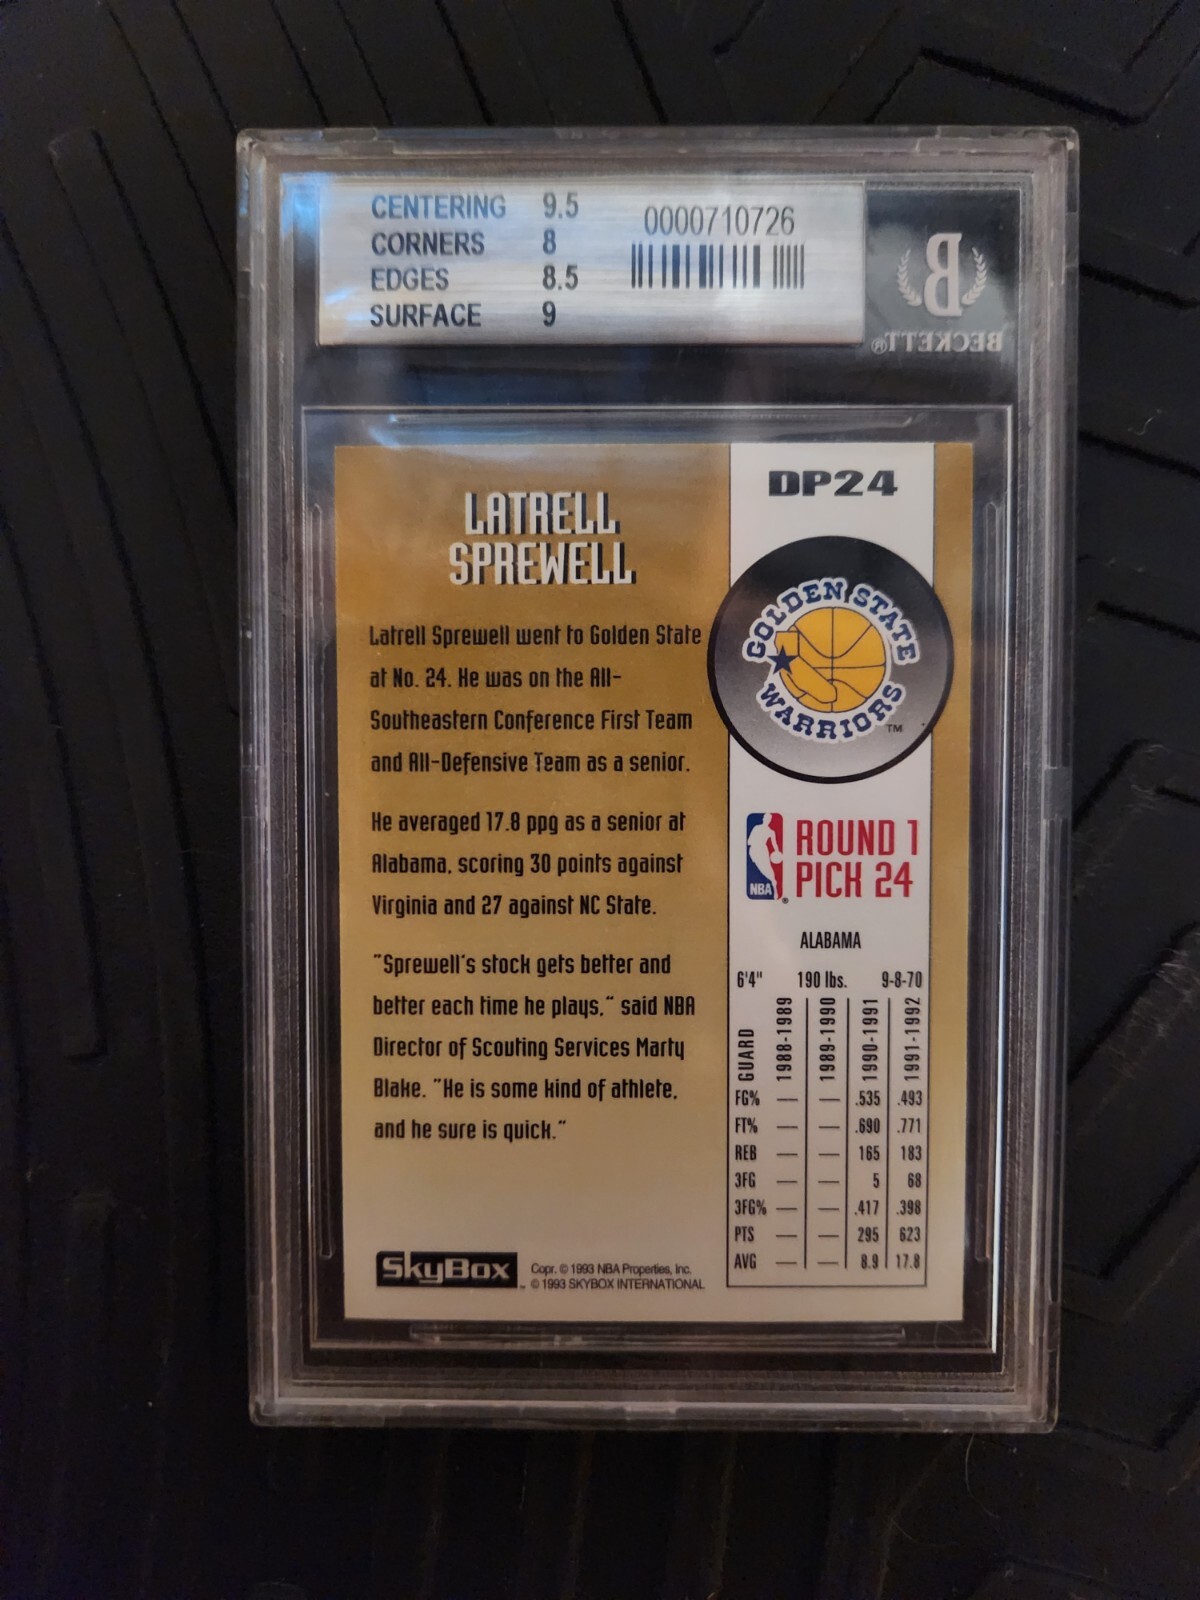 CENTERING 9.5
CORNERS 8
EDGES 8.5
SURFACE 9
0000710726
BECKETT®
DP24
LATRELL
SPREWELL
GOLDEN STATE
WARRIORS
TM
Latrell Sprewell went to Golden State
at No. 24. He was on the All-
Southeastern Conference First Team
and All-Defensive Team as a senior.
He averaged 17.8 ppg as a senior at
Alabama, scoring 30 points against
Virginia and 27 against NC State.
"Sprewell's stock gets better and
better each time he plays," said NBA
Director of Scouting Services Marty
Blake. "He is some kind of athlete,
and he sure is quick."
NBA
®
ROUND 1
PICK 24
ALABAMA
6'4" 190 lbs. 9-8-70
GUARD 1988-1989 1989-1990 1990-1991 1991-1992
FG% — — .535 .493
FT% — — .690 .771
REB — — 165 183
3FG — — 5 68
3FG% — — .417 .398
PTS — — 295 623
AVG — — 8.9 17.8
SkyBox™
Copr. © 1993 NBA Properties, Inc.
© 1993 SKYBOX INTERNATIONAL